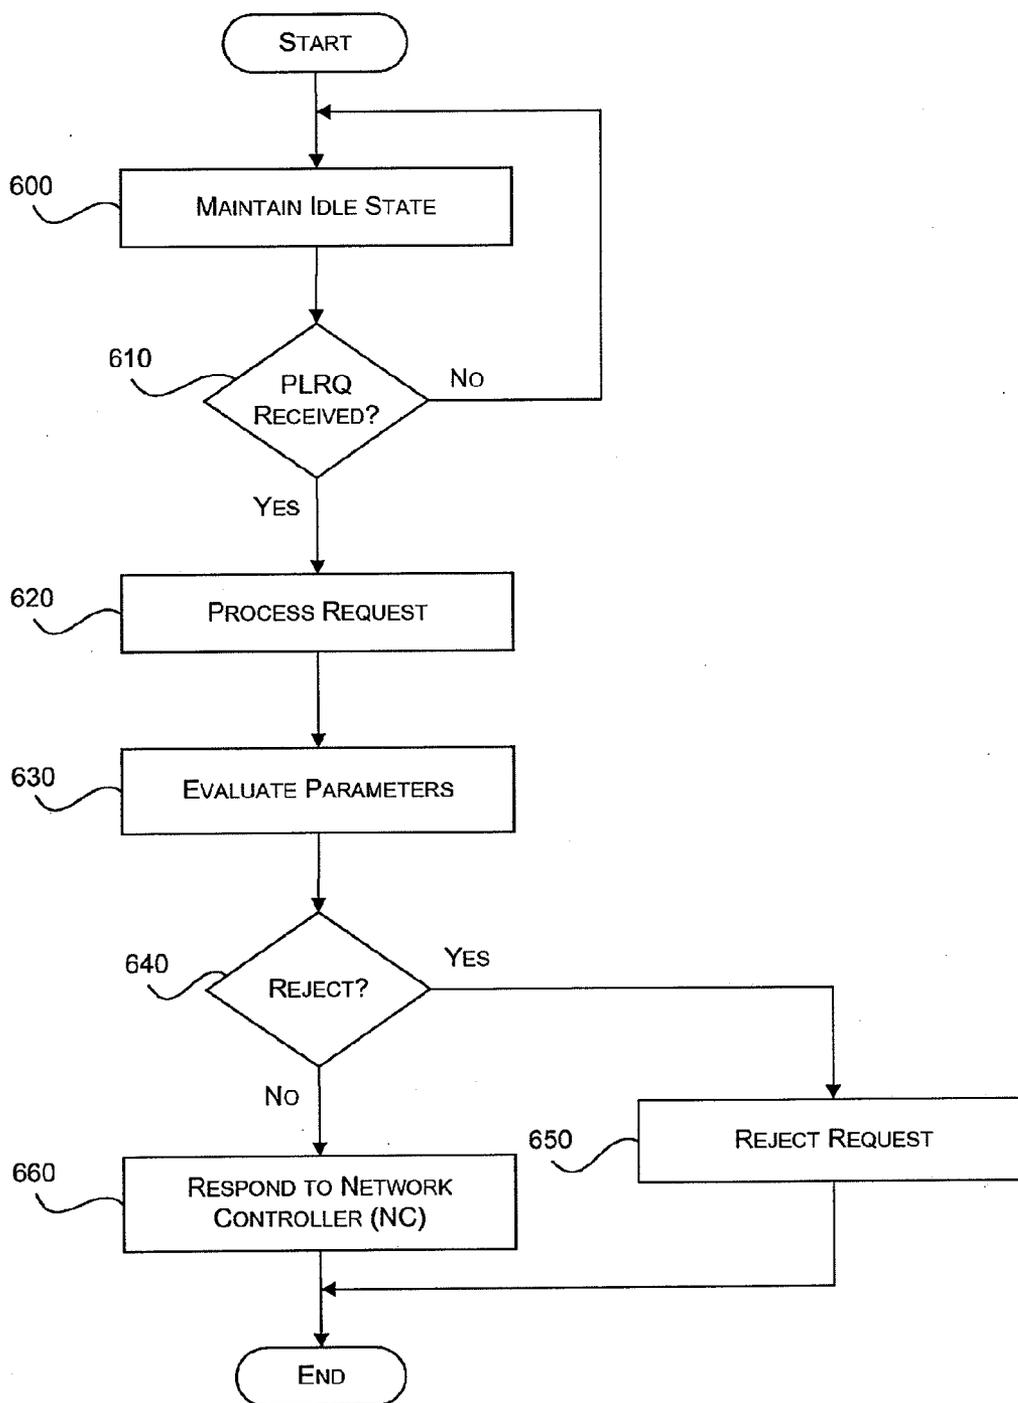 START
600
MAINTAIN IDLE STATE
610
PLRQ
RECEIVED?
NO
YES
620
PROCESS REQUEST
630
EVALUATE PARAMETERS
640
REJECT?
YES
NO
650
REJECT REQUEST
660
RESPOND TO NETWORK
CONTROLLER (NC)
END